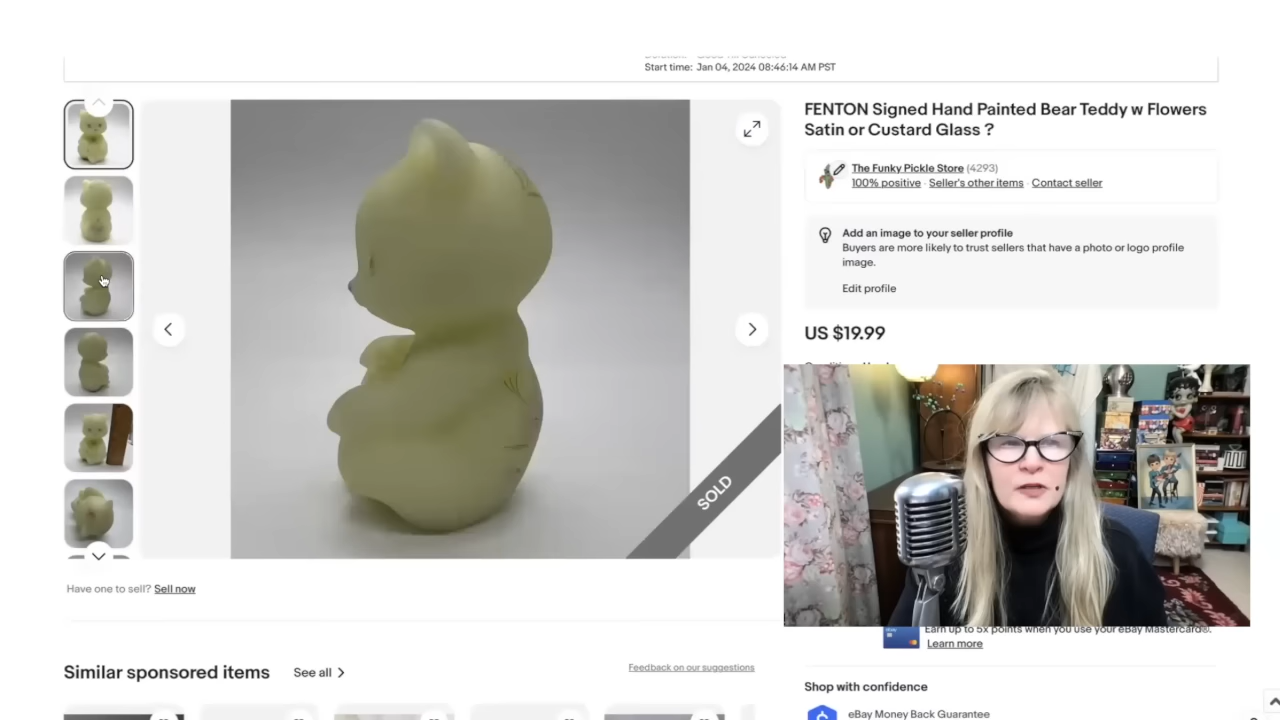 Start time: Jan 04, 2024 08:46:14 AM PST
FENTON Signed Hand Painted Bear Teddy w Flowers
Satin or Custard Glass ?
The Funky Pickle Store (4293)
100% positive · Seller's other items · Contact seller
Add an image to your seller profile
Buyers are more likely to trust sellers that have a photo or logo profile
image.
Edit profile
US $19.99
SOLD
Have one to sell? Sell now
Earn up to 5x points when you use your eBay Mastercard®.
Learn more
Similar sponsored items
See all
Feedback on our suggestions
Shop with confidence
eBay Money Back Guarantee